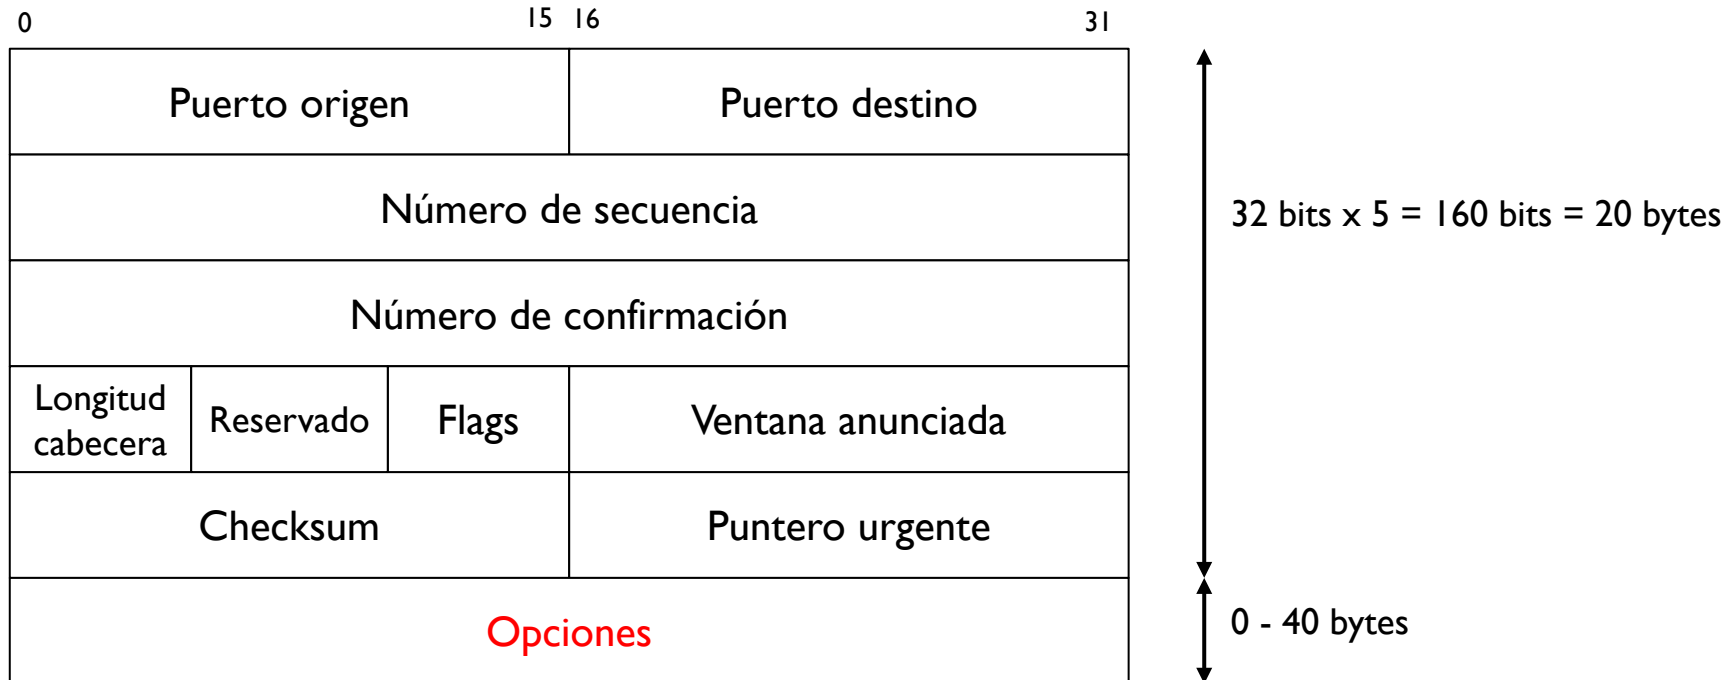 0 15 16 31
Puerto origen Puerto destino
Número de secuencia
32 bits x 5 = 160 bits = 20 bytes
Número de confirmación
Longitud
cabecera
Reservado
Flags
Ventana anunciada
Checksum Puntero urgente
Opciones
0 - 40 bytes